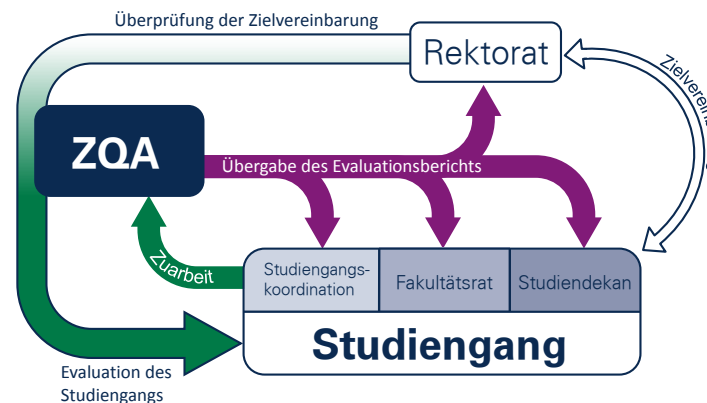 Überprüfung der Zielvereinbarung
Rektorat
ZQA
Übergabe des Evaluationsberichts
Zuarbeit
Studiengangs-
koordination
Fakultätsrat
Studiendekan
Studiengang
Evaluation des
Studiengangs